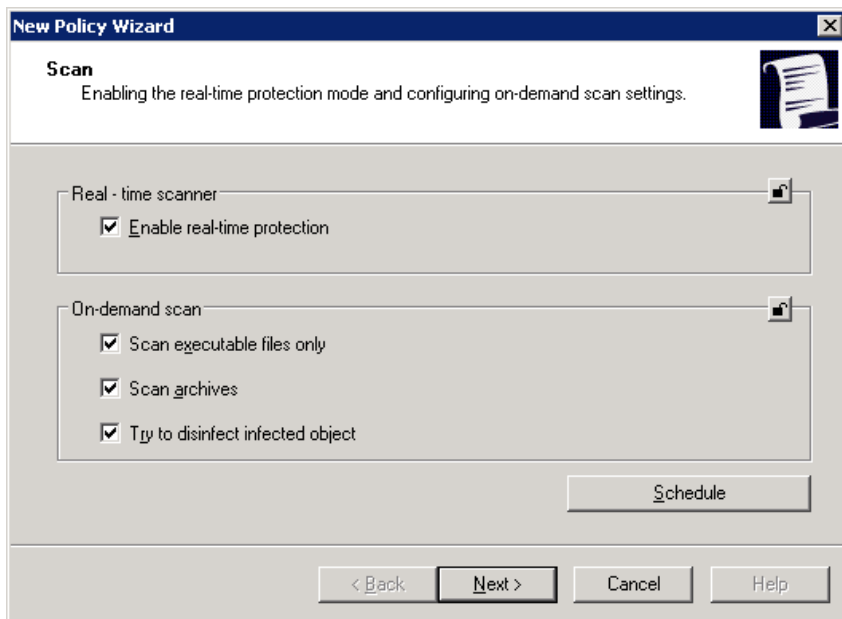 New Policy Wizard
Scan
Enabling the real-time protection mode and configuring on-demand scan settings.
Real - time scanner
Enable real-time protection
On-demand scan
Scan executable files only
Scan archives
Try to disinfect infected object
Schedule
< Back
Next >
Cancel
Help